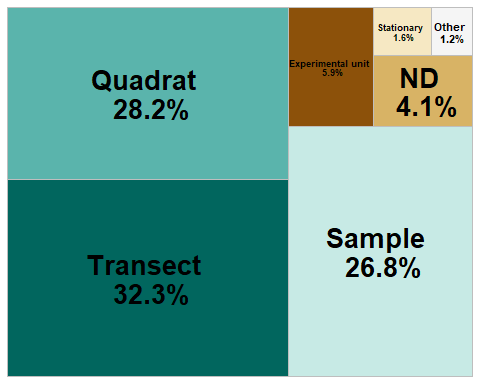 Quadrat
28.2%
Transect
32.3%
Experimental unit
5.9%
Stationary
1.6%
Other
1.2%
ND
4.1%
Sample
26.8%